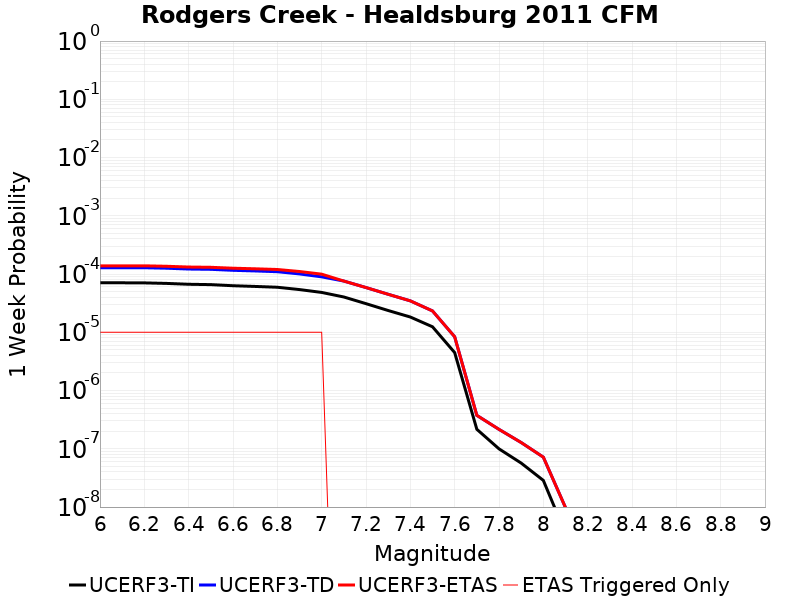 Rodgers Creek - Healdsburg 2011 CFM
10^0
10^-1
10^-2
10^-3
10^-4
10^-5
10^-6
10^-7
10^-8
1 Week Probability
6 6.2 6.4 6.6 6.8 7 7.2 7.4 7.6 7.8 8 8.2 8.4 8.6 8.8 9
Magnitude
UCERF3-TI UCERF3-TD UCERF3-ETAS ETAS Triggered Only